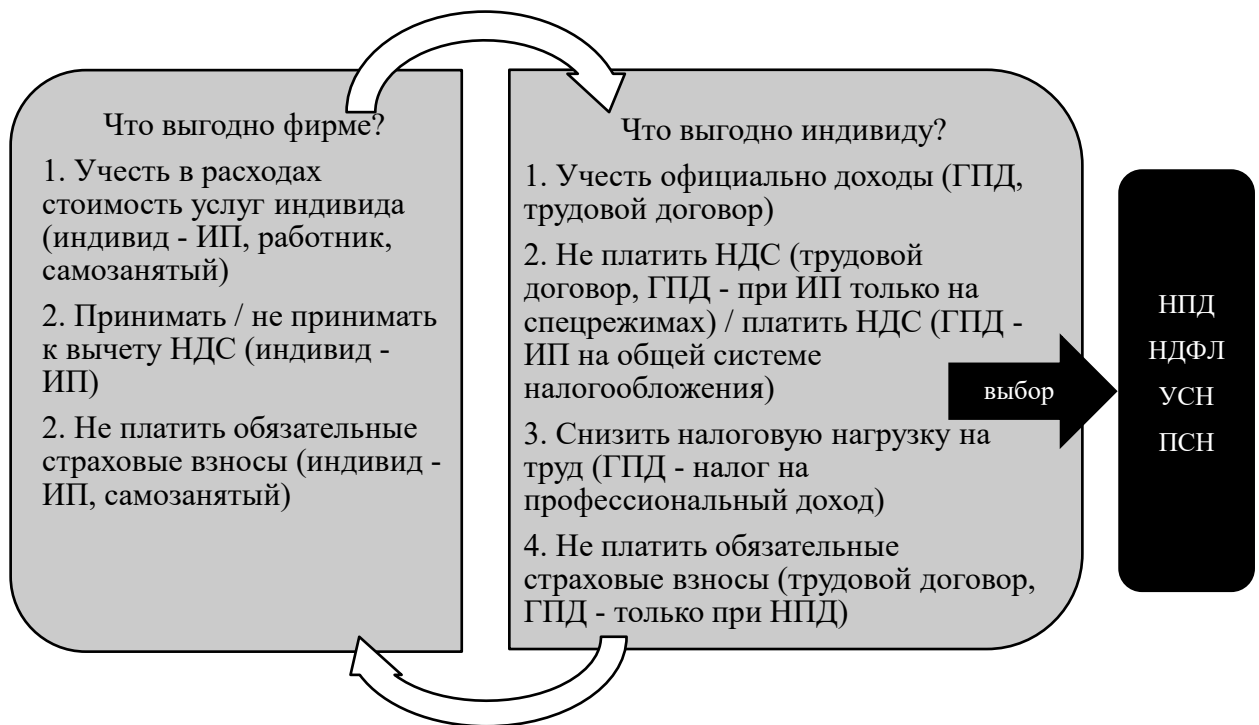 Что выгодно фирме?
1. Учесть в расходах
стоимость услуг индивида
(индивид - ИП, работник,
самозанятый)
2. Принимать / не принимать
к вычету НДС (индивид -
ИП)
2. Не платить обязательные
страховые взносы (индивид -
ИП, самозанятый)
Что выгодно индивиду?
1. Учесть официально доходы (ГПД,
трудовой договор)
2. Не платить НДС (трудовой
договор, ГПД - при ИП только на
спецрежимах) / платить НДС (ГПД -
ИП на общей системе
налогообложения)
3. Снизить налоговую нагрузку на
труд (ГПД - налог на
профессиональный доход)
4. Не платить обязательные
страховые взносы (трудовой договор,
ГПД - только при НПД)
выбор
НПД
НДФЛ
УСН
ПСН